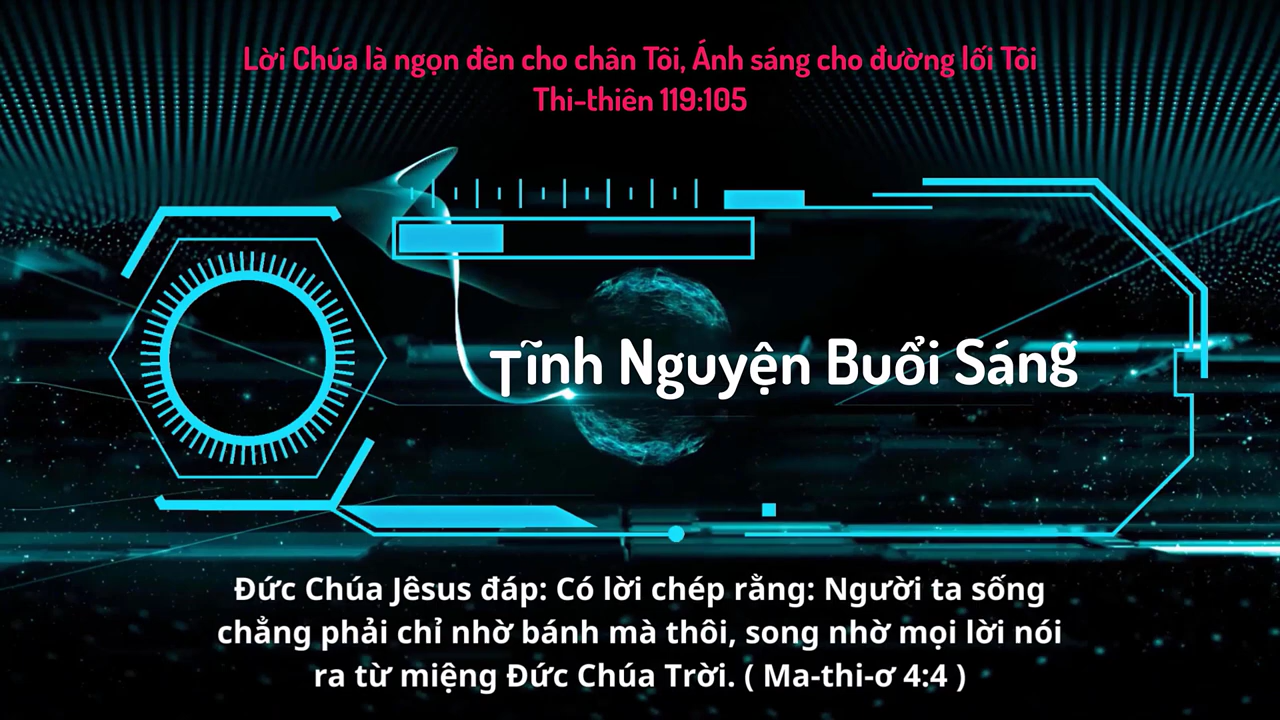 Lời Chúa là ngọn đèn cho chân Tôi, Ánh sáng cho đường lối Tôi
Thi-thiên 119:105
Tĩnh Nguyện Buổi Sáng
Đức Chúa Jêsus đáp: Có lời chép rằng: Người ta sống
chẳng phải chỉ nhờ bánh mà thôi, song nhờ mọi lời nói
ra từ miệng Đức Chúa Trời. ( Ma-thi-ơ 4:4 )